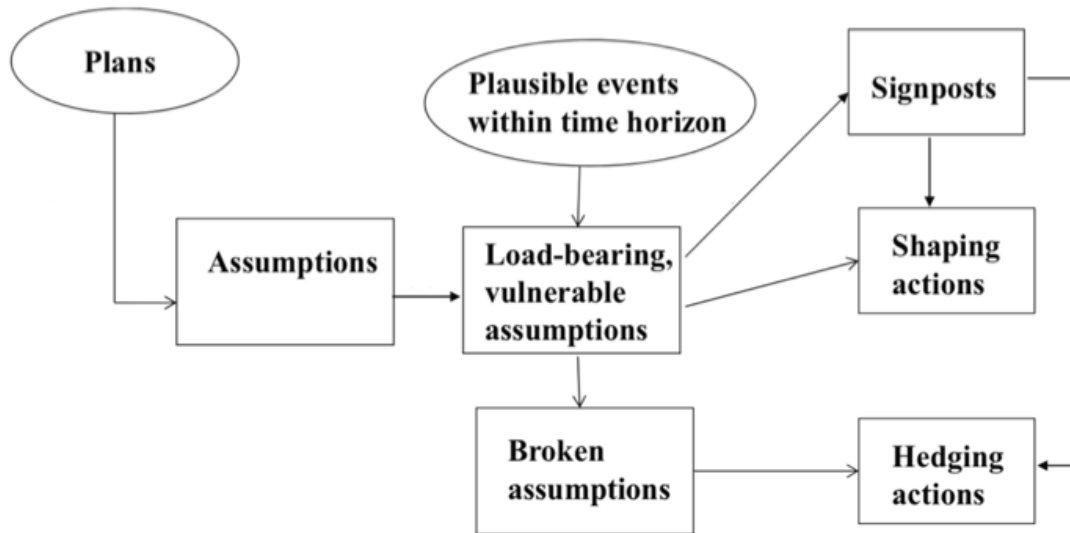 Plans
Plausible events
within time horizon
Signposts
Assumptions
Load-bearing,
vulnerable
assumptions
Shaping
actions
Broken
assumptions
Hedging
actions